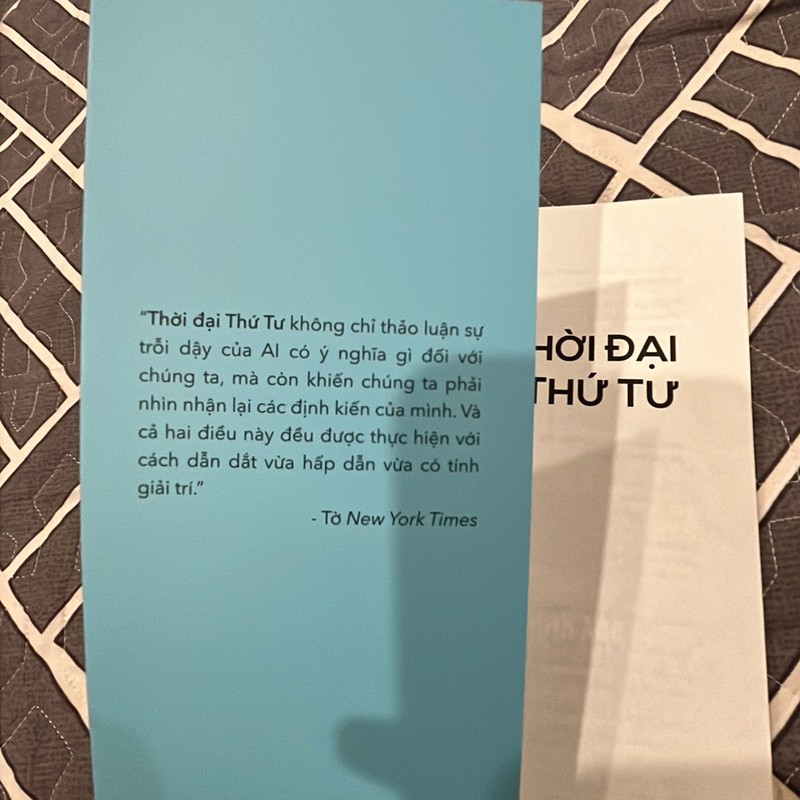 “Thời đại Thứ Tư không chỉ thảo luận sự
trỗi dậy của AI có ý nghĩa gì đối với
chúng ta, mà còn khiến chúng ta phải
nhìn nhận lại các định kiến của mình. Và
cả hai điều này đều được thực hiện với
cách dẫn dắt vừa hấp dẫn vừa có tính
giải trí.”
- Tờ New York Times
HỜI ĐẠI
THỨ TƯ